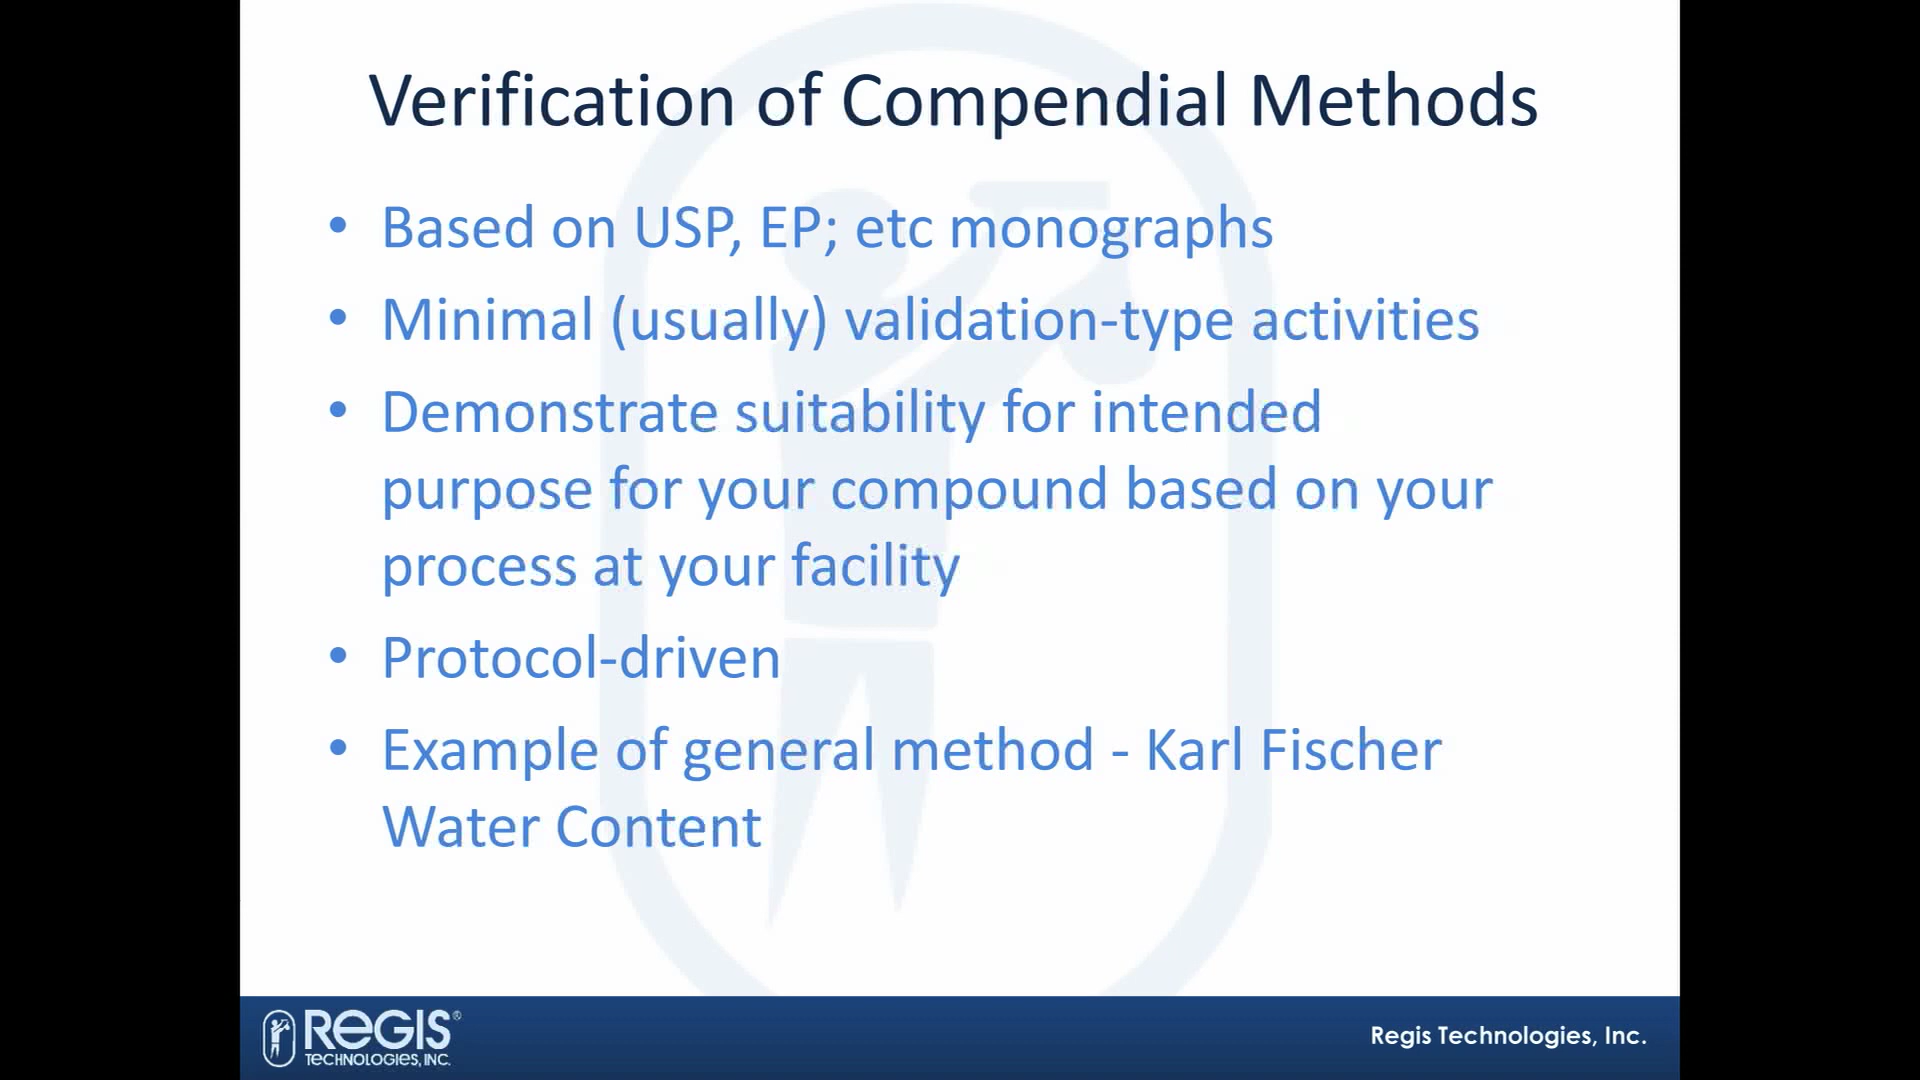 Verification of Compendial Methods
• Based on USP, EP; etc monographs
• Minimal (usually) validation-type activities
• Demonstrate suitability for intended
purpose for your compound based on your
process at your facility
• Protocol-driven
• Example of general method - Karl Fischer
Water Content
REGIS®
TECHNOLOGIES, INC.
Regis Technologies, Inc.